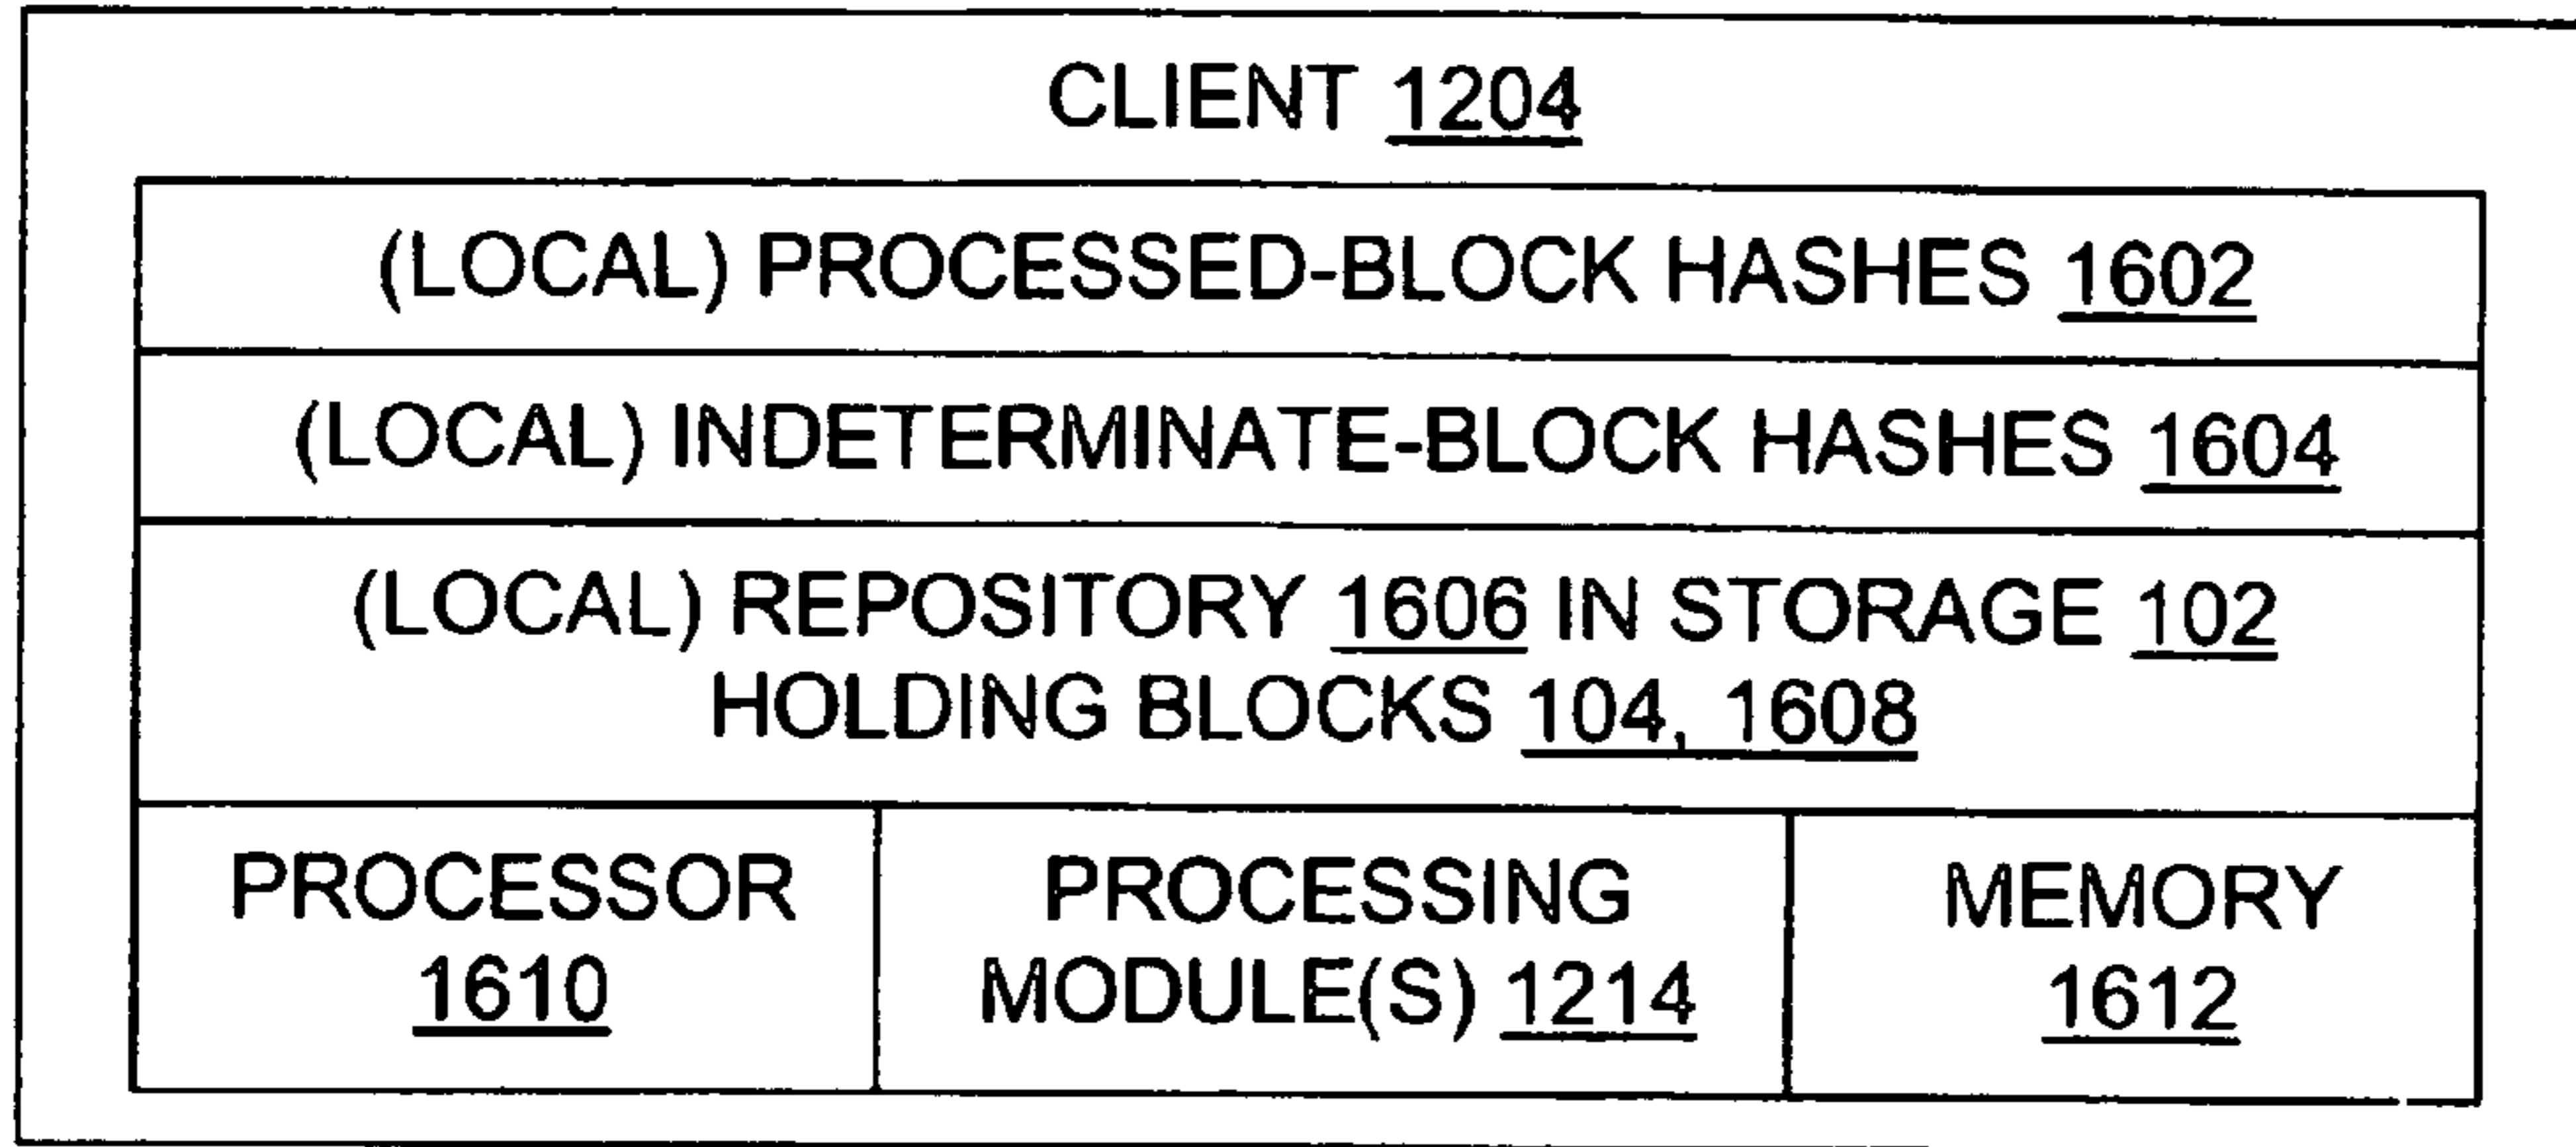 CLIENT 1204
(LOCAL) PROCESSED-BLOCK HASHES 1602
(LOCAL) INDETERMINATE-BLOCK HASHES 1604
(LOCAL) REPOSITORY 1606 IN STORAGE 102
HOLDING BLOCKS 104, 1608
PROCESSOR
1610
PROCESSING
MODULE(S) 1214
MEMORY
1612